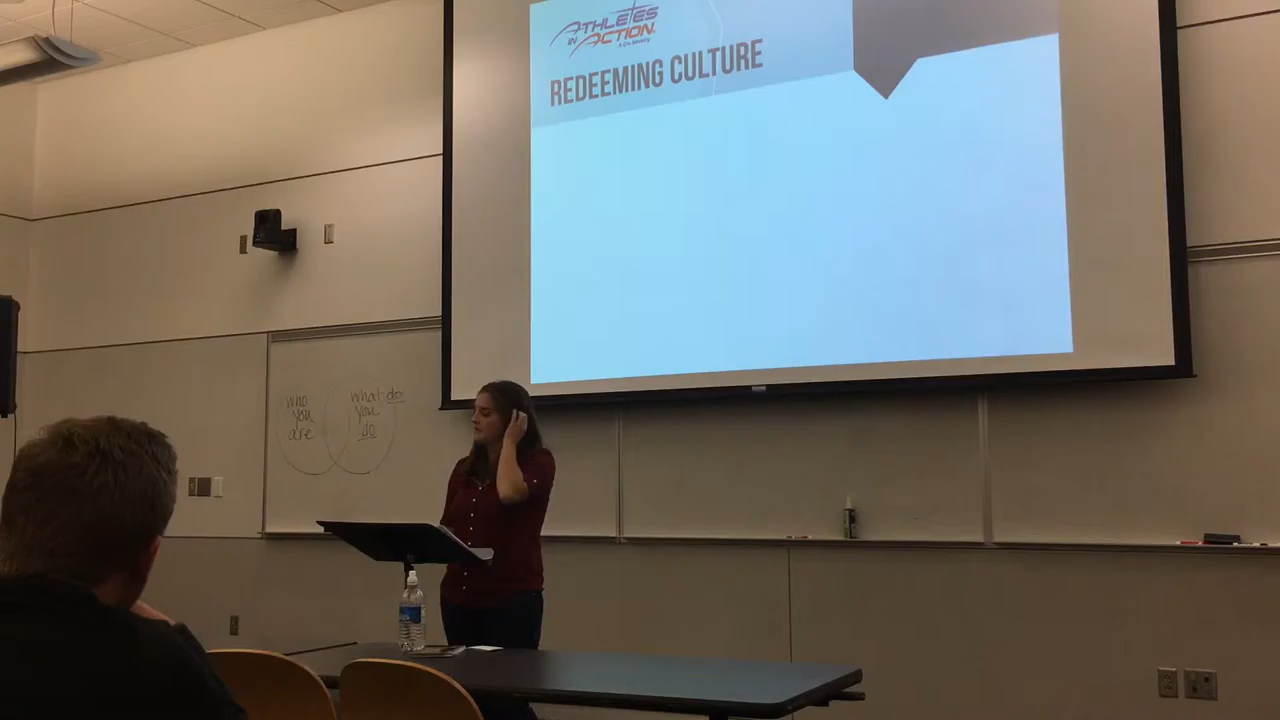 ATHLETES
IN ACTION
A Cru Ministry
REDEEMING CULTURE
who
you
are
what do
you
do